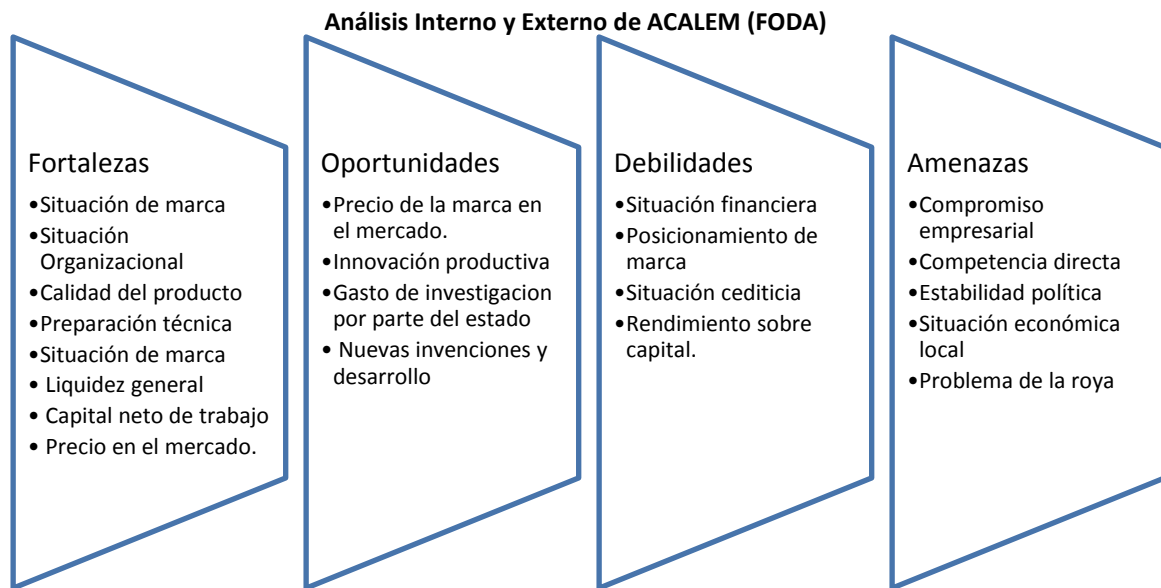 Análisis Interno y Externo de ACALEM (FODA)
Fortalezas
•Situación de marca
•Situación
Organizacional
•Calidad del producto
•Preparación técnica
•Situación de marca
• Liquidez general
• Capital neto de trabajo
• Precio en el mercado.
Oportunidades
•Precio de la marca en
el mercado.
•Innovación productiva
•Gasto de investigacion
por parte del estado
• Nuevas invenciones y
desarrollo
Debilidades
•Situación financiera
•Posicionamiento de
marca
•Situación cediticia
•Rendimiento sobre
capital.
Amenazas
•Compromiso
empresarial
•Competencia directa
•Estabilidad política
•Situación económica
local
•Problema de la roya